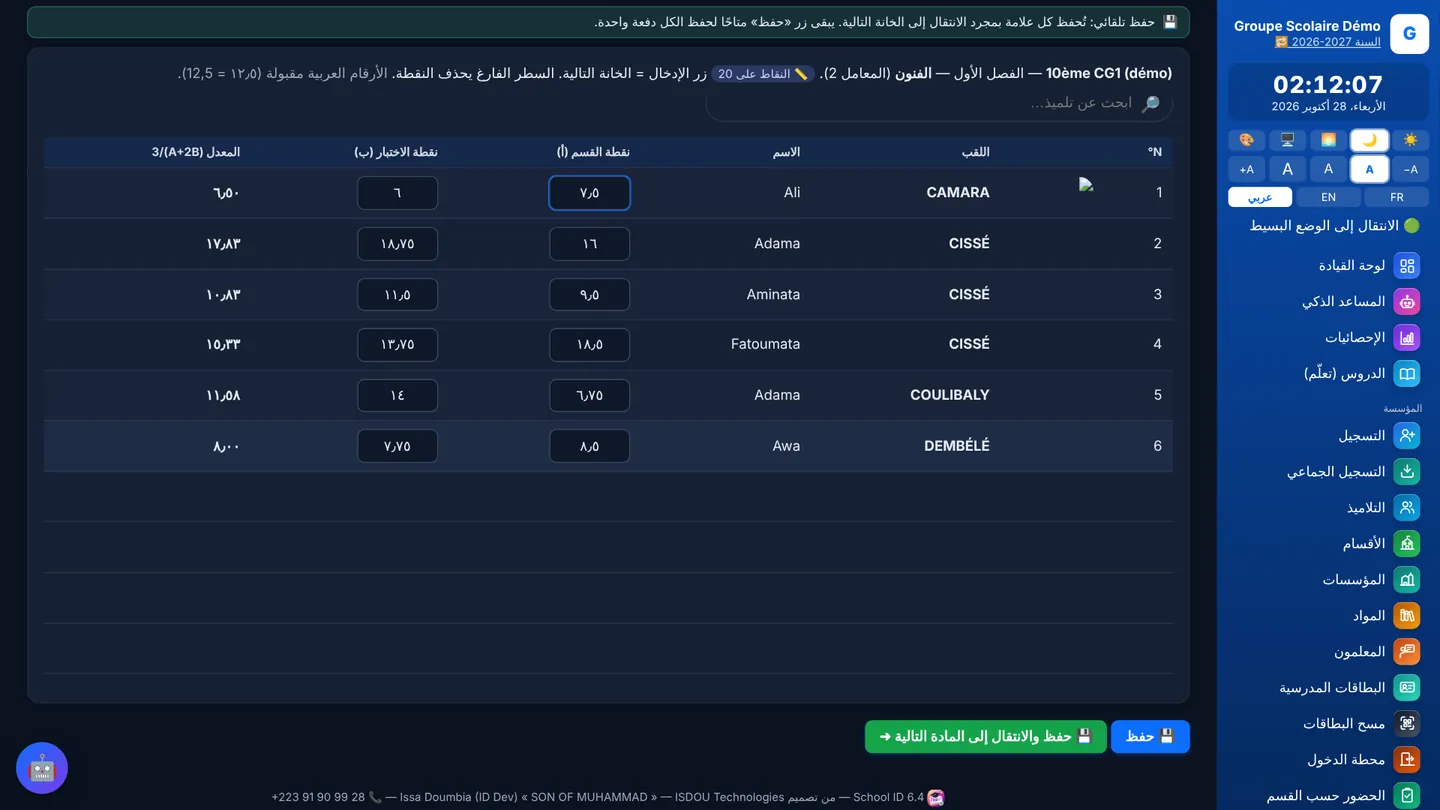 💾 حفظ تلقائي: تُحفظ كل علامة بمجرد الانتقال إلى الخانة التالية. يبقى زر «حفظ» متاحًا لحفظ الكل دفعة واحدة.
10ème CG1 (démo) — الفصل الأول — الفنون (المعامل 2). ✏️ النقاط على 20 زر الإدخال = الخانة التالية. السطر الفارغ يحذف النقطة. الأرقام العربية مقبولة (١٢٫٥ = 12,5).
🔎 ابحث عن تلميذ...
N° اللقب الاسم نقطة القسم (أ) نقطة الاختبار (ب) المعدل (A+2B)/3
1 CAMARA Ali ٧٫٥ ٦ ٦٫٥٠
2 CISSÉ Adama ١٦ ١٨٫٧٥ ١٧٫٨٣
3 CISSÉ Aminata ٩٫٥ ١١٫٥ ١٠٫٨٣
4 CISSÉ Fatoumata ١٨٫٥ ١٣٫٧٥ ١٥٫٣٣
5 COULIBALY Adama ٦٫٧٥ ١٤ ١١٫٥٨
6 DEMBÉLÉ Awa ٨٫٥ ٧٫٧٥ ٨٫٠٠
💾 حفظ
💾 حفظ والانتقال إلى المادة التالية ➜
School ID 6.4 — من تصميم Issa Doumbia (ID Dev) « SON OF MUHAMMAD » — ISDOU Technologies — 📞 +223 91 90 99 28
G
Groupe Scolaire Démo
السنة 2027-2026 🔁
02:12:07
الأربعاء، 28 أكتوبر 2026
A− A A A A+
عربي EN FR
🟢 الانتقال إلى الوضع البسيط
لوحة القيادة
المساعد الذكي
الإحصائيات
الدروس (تعلّم)
المؤسسة
التسجيل
التسجيل الجماعي
التلاميذ
الأقسام
المؤسسات
المواد
المعلمون
البطاقات المدرسية
مسح البطاقات
محطة الدخول
الحضور حسب القسم